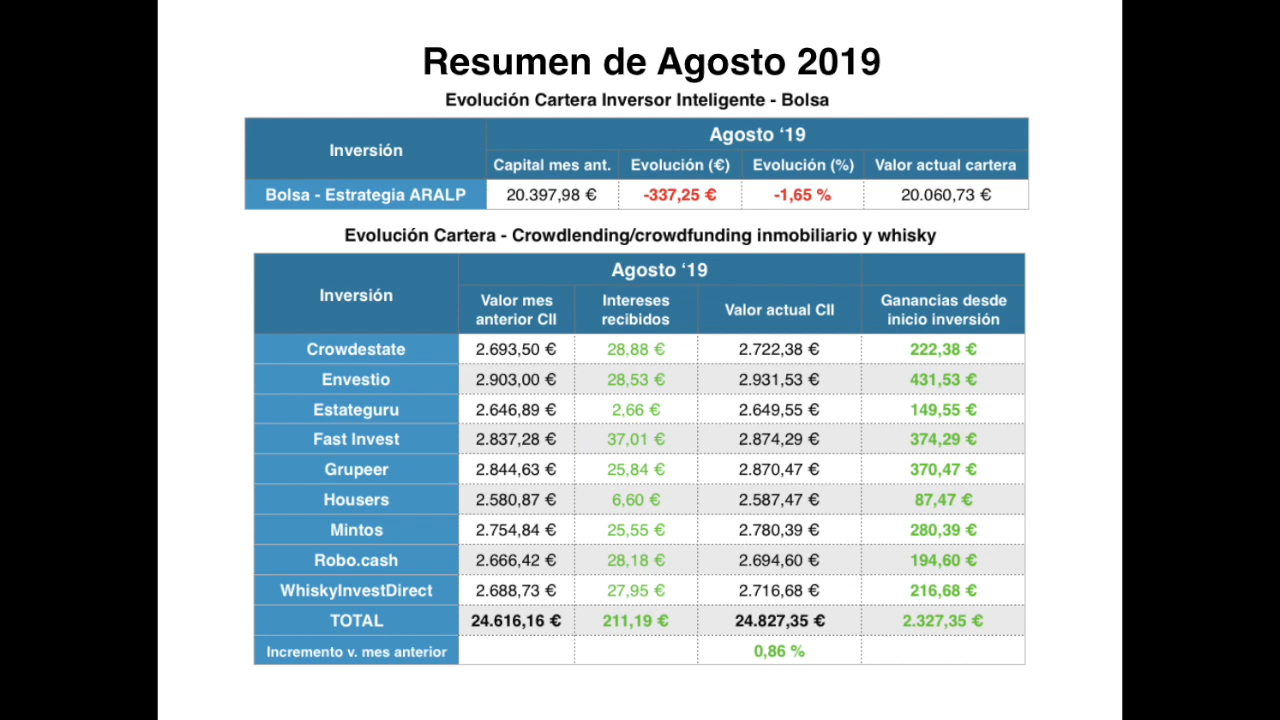 Resumen de Agosto 2019
Evolución Cartera Inversor Inteligente - Bolsa
Inversión
Agosto ‘19
Capital mes ant. Evolución (€) Evolución (%) Valor actual cartera
Bolsa - Estrategia ARALP 20.397,98 € -337,25 € -1,65 % 20.060,73 €
Evolución Cartera - Crowdlending/crowdfunding inmobiliario y whisky
Inversión
Agosto ‘19
Valor mes anterior CII Intereses recibidos Valor actual CII Ganancias desde inicio inversión
Crowdestate 2.693,50 € 28,88 € 2.722,38 € 222,38 €
Envestio 2.903,00 € 28,53 € 2.931,53 € 431,53 €
Estateguru 2.646,89 € 2,66 € 2.649,55 € 149,55 €
Fast Invest 2.837,28 € 37,01 € 2.874,29 € 374,29 €
Grupeer 2.844,63 € 25,84 € 2.870,47 € 370,47 €
Housers 2.580,87 € 6,60 € 2.587,47 € 87,47 €
Mintos 2.754,84 € 25,55 € 2.780,39 € 280,39 €
Robo.cash 2.666,42 € 28,18 € 2.694,60 € 194,60 €
WhiskyInvestDirect 2.688,73 € 27,95 € 2.716,68 € 216,68 €
TOTAL 24.616,16 € 211,19 € 24.827,35 € 2.327,35 €
Incremento v. mes anterior 0,86 %